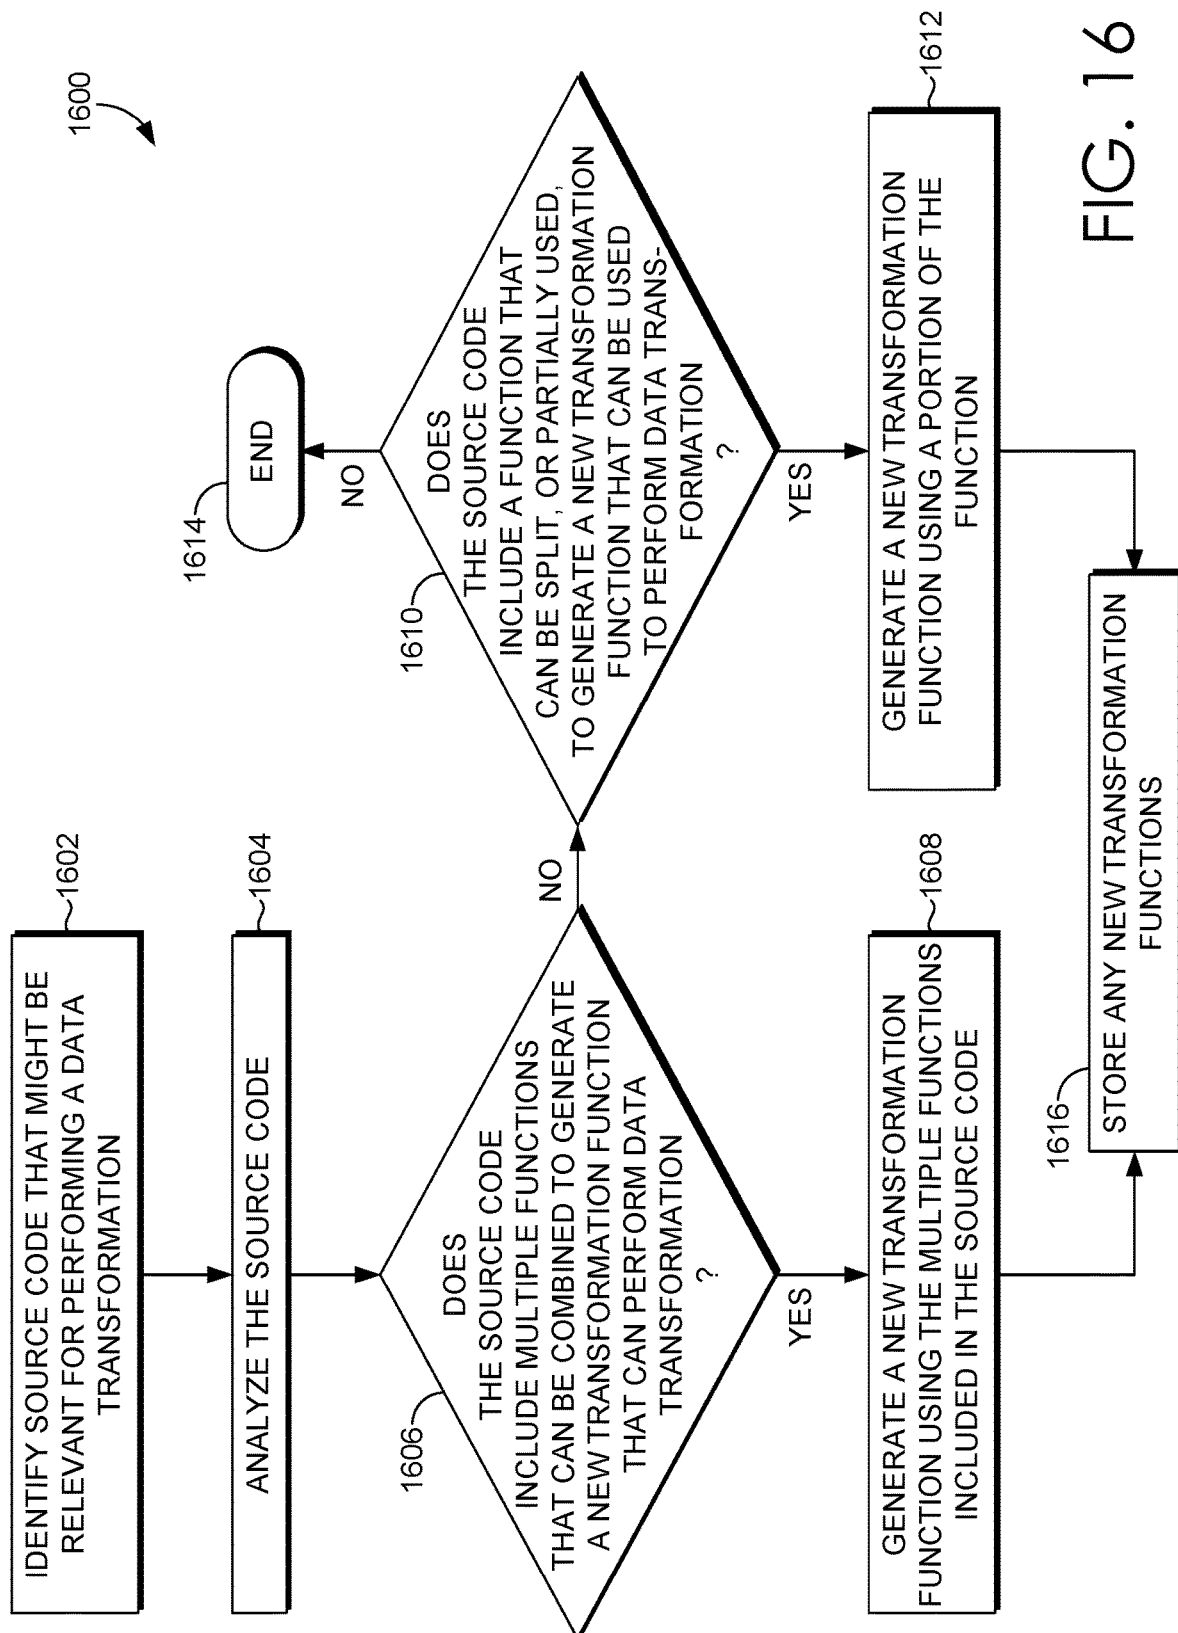 1600
IDENTIFY SOURCE CODE THAT MIGHT BE
RELEVANT FOR PERFORMING A DATA
TRANSFORMATION
1602
ANALYZE THE SOURCE CODE
1604
DOES
THE SOURCE CODE
INCLUDE MULTIPLE FUNCTIONS
THAT CAN BE COMBINED TO GENERATE
A NEW TRANSFORMATION FUNCTION
THAT CAN PERFORM DATA
TRANSFORMATION
?
1606
NO
YES
GENERATE A NEW TRANSFORMATION
FUNCTION USING THE MULTIPLE FUNCTIONS
INCLUDED IN THE SOURCE CODE
1608
DOES
THE SOURCE CODE
INCLUDE A FUNCTION THAT
CAN BE SPLIT, OR PARTIALLY USED,
TO GENERATE A NEW TRANSFORMATION
FUNCTION THAT CAN BE USED
TO PERFORM DATA TRANS-
FORMATION
?
1610
NO
END
1614
YES
GENERATE A NEW TRANSFORMATION
FUNCTION USING A PORTION OF THE
FUNCTION
1612
STORE ANY NEW TRANSFORMATION
FUNCTIONS
1616
FIG. 16